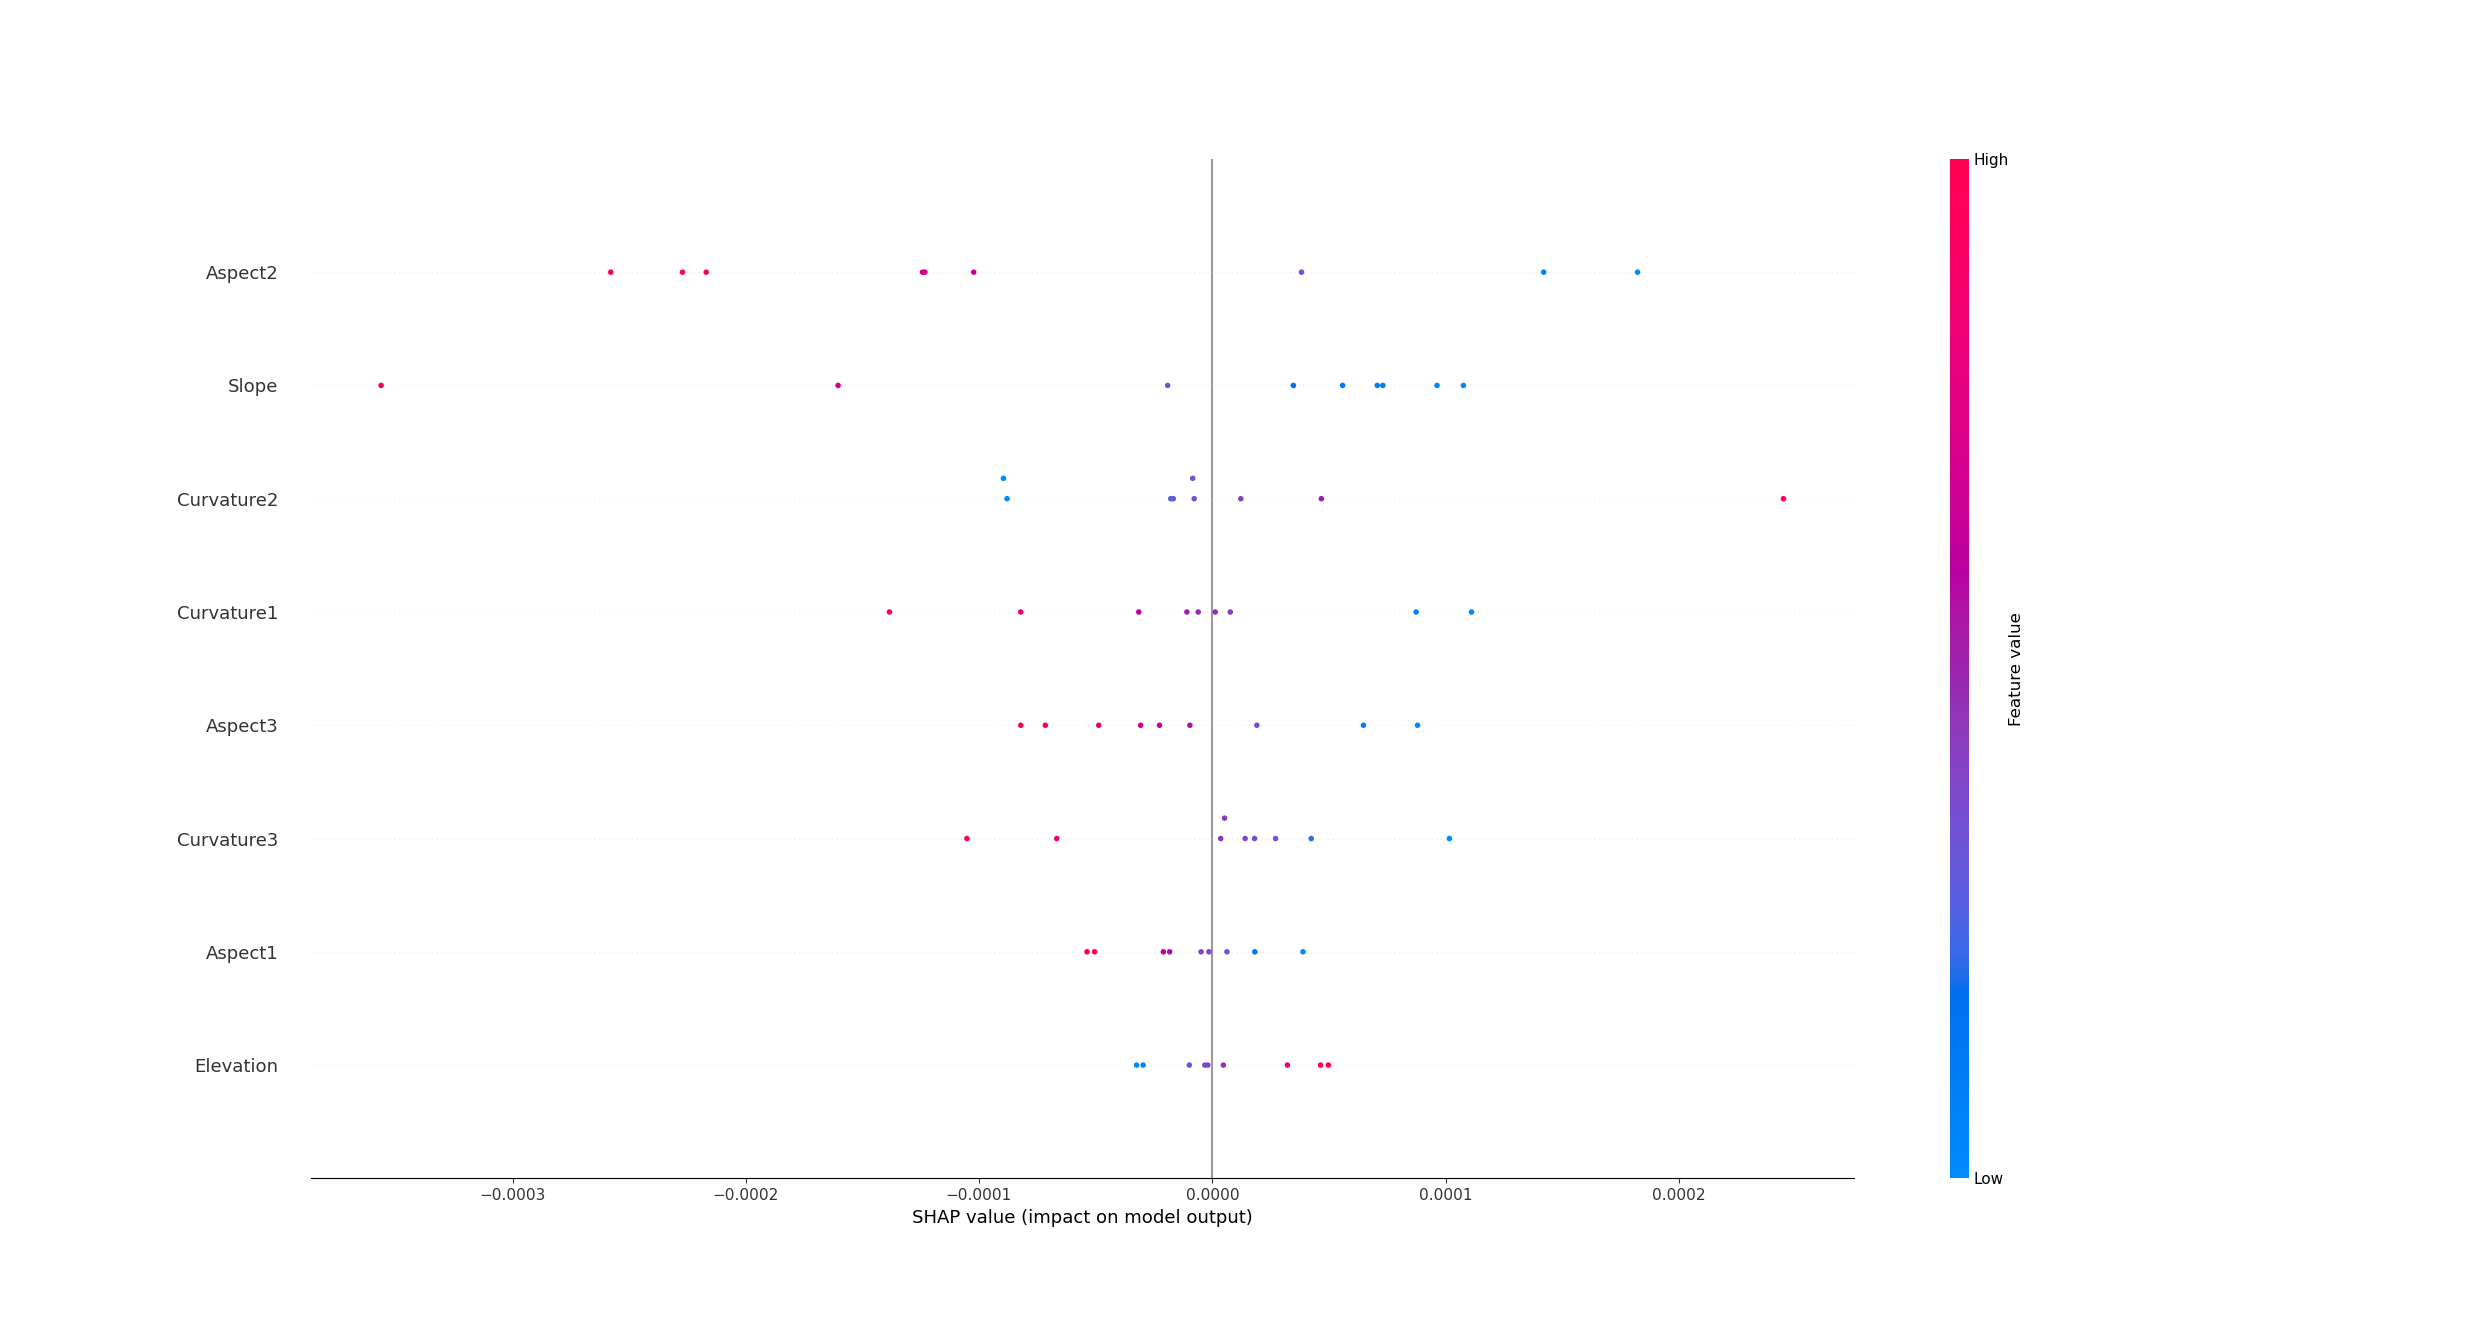 High
Aspect2
Slope
Curvature2
Curvature1
Feature value
Aspect3
Curvature3
Aspect1
Elevation
Low
−0.0003 −0.0002 −0.0001 0.0000 0.0001 0.0002
SHAP value (impact on model output)